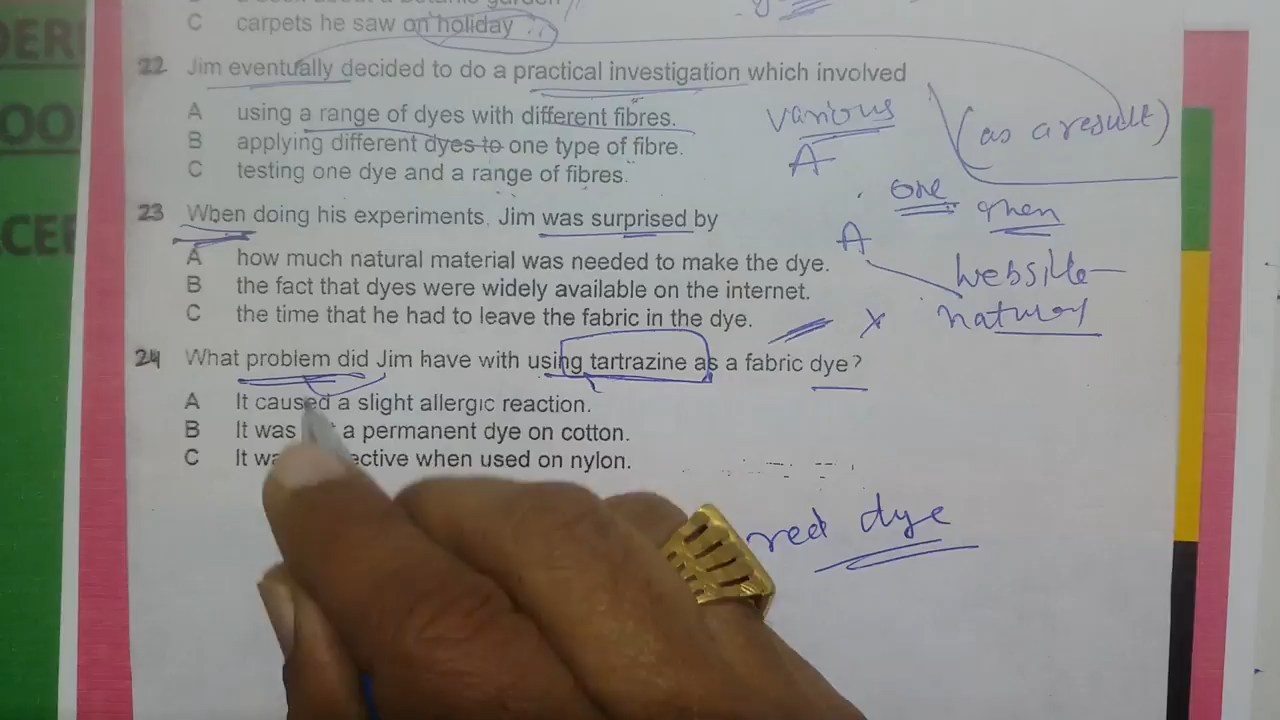 C carpets he saw on holiday
22 Jim eventually decided to do a practical investigation which involved
A using a range of dyes with different fibres.
B applying different dyes to one type of fibre.
C testing one dye and a range of fibres.
various
A
(as a result)
23 When doing his experiments, Jim was surprised by
A how much natural material was needed to make the dye.
B the fact that dyes were widely available on the internet.
C the time that he had to leave the fabric in the dye.
one
A
website
natural
x
24 What problem did Jim have with using tartrazine as a fabric dye?
A It caused a slight allergic reaction.
B It was a permanent dye on cotton.
C It when used on nylon.
red dye
DER
OO
CE